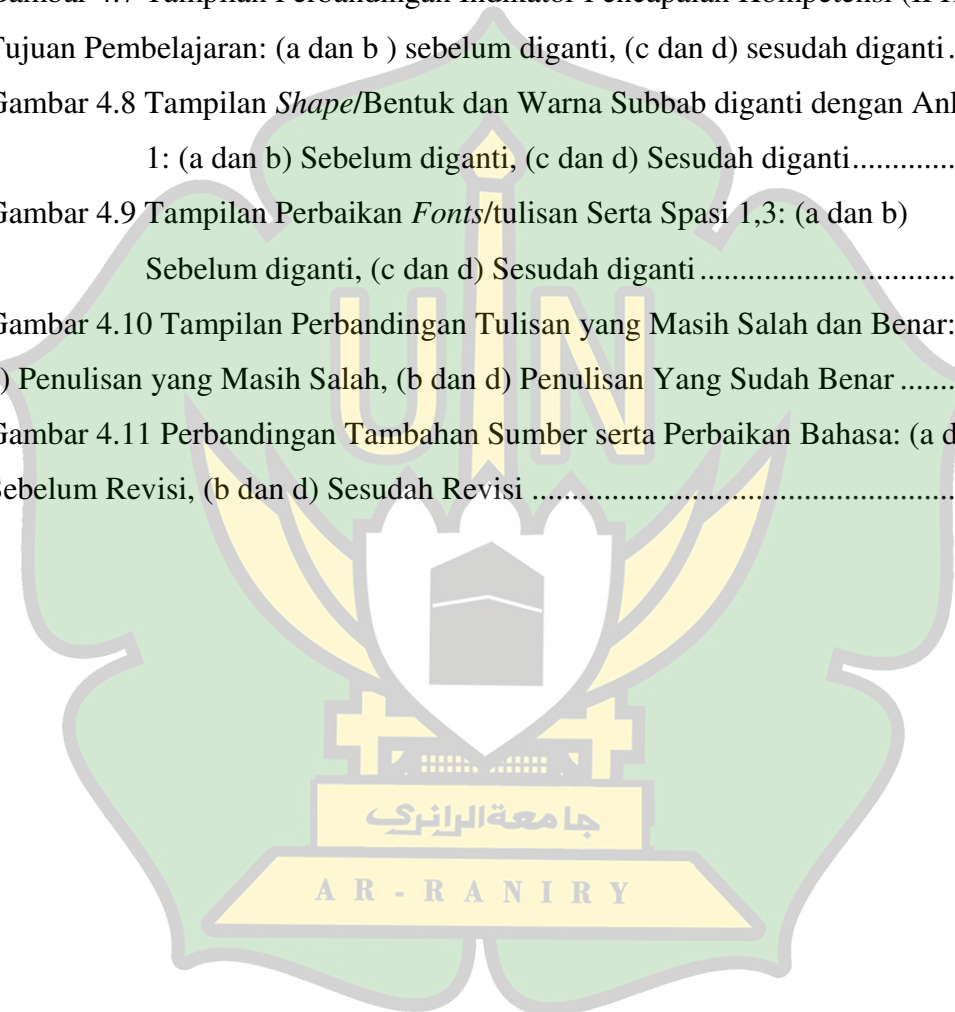 Tujuan Pembelajaran: (a dan b ) sebelum diganti, (c dan d) sesudah diganti.
Gambar 4.8 Tampilan Shape/Bentuk dan Warna Subbab diganti dengan
1: (a dan b) Sebelum diganti, (c dan d) Sesudah diganti.............
Gambar 4.9 Tampilan Perbaikan Fonts/tulisan Serta Spasi 1,3: (a dan b)
Sebelum diganti, (c dan d) Sesudah diganti ................................
Gambar 4.10 Tampilan Perbandingan Tulisan yang Masih Salah dan Benar:
) Penulisan yang Masih Salah, (b dan d) Penulisan Yang Sudah Benar .......
Gambar 4.11 Perbandingan Tambahan Sumber serta Perbaikan Bahasa: (a d
Sebelum Revisi, (b dan d) Sesudah Revisi .....................................................
UIN
جامعة الرانري
AR-RANIRY